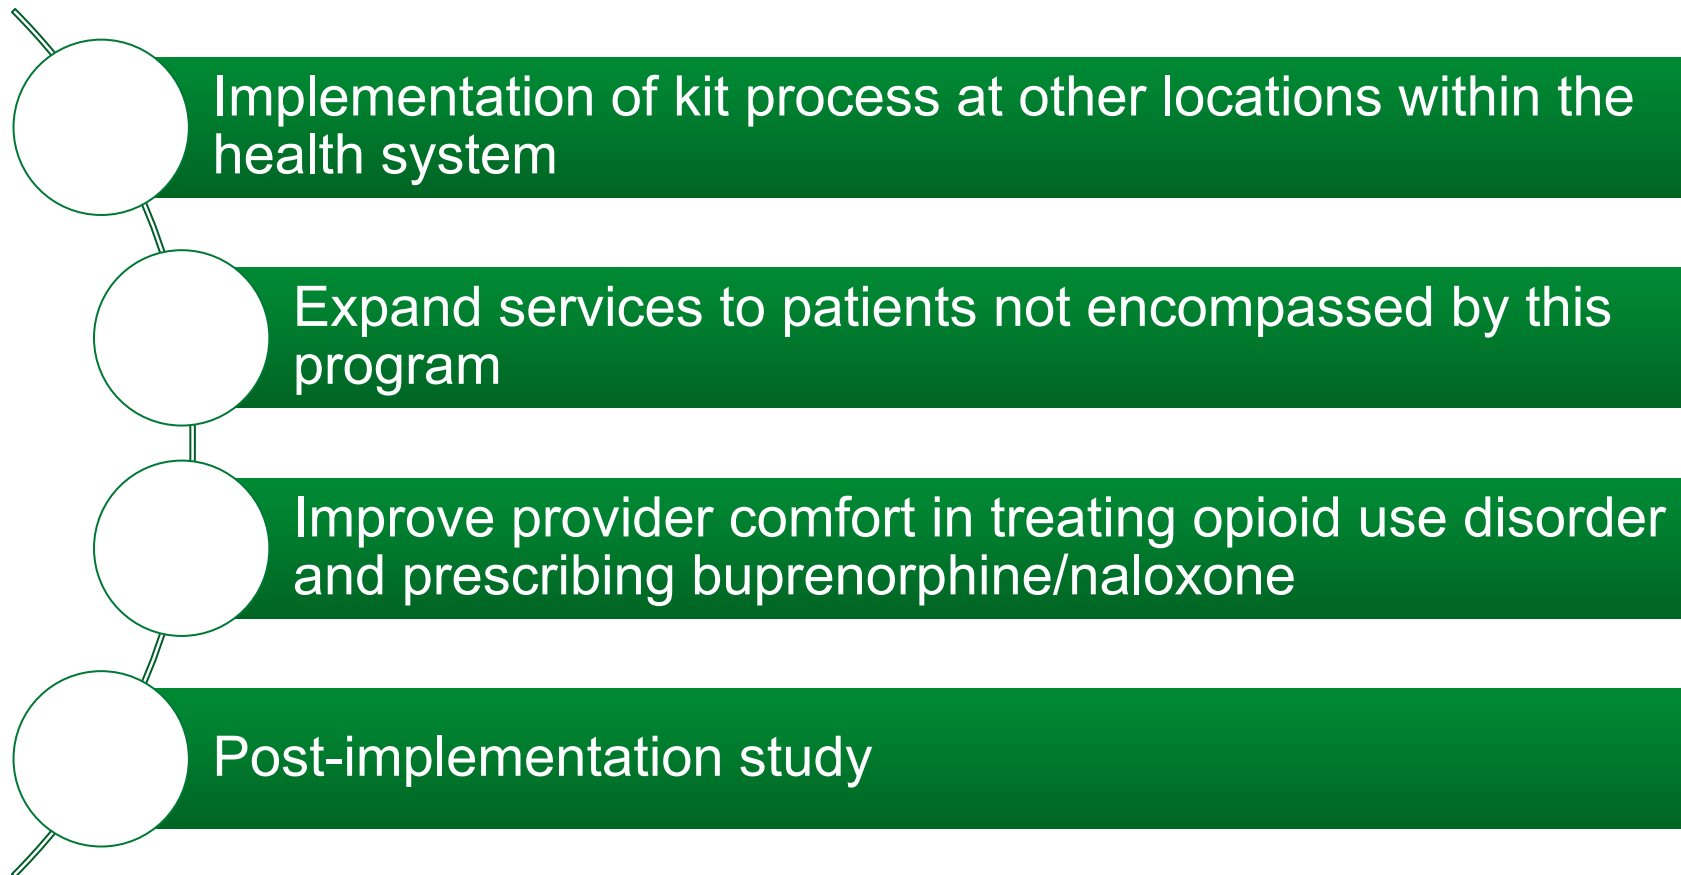 Implementation of kit process at other locations within the
health system
Expand services to patients not encompassed by this
program
Improve provider comfort in treating opioid use disorder
and prescribing buprenorphine/naloxone
Post-implementation study